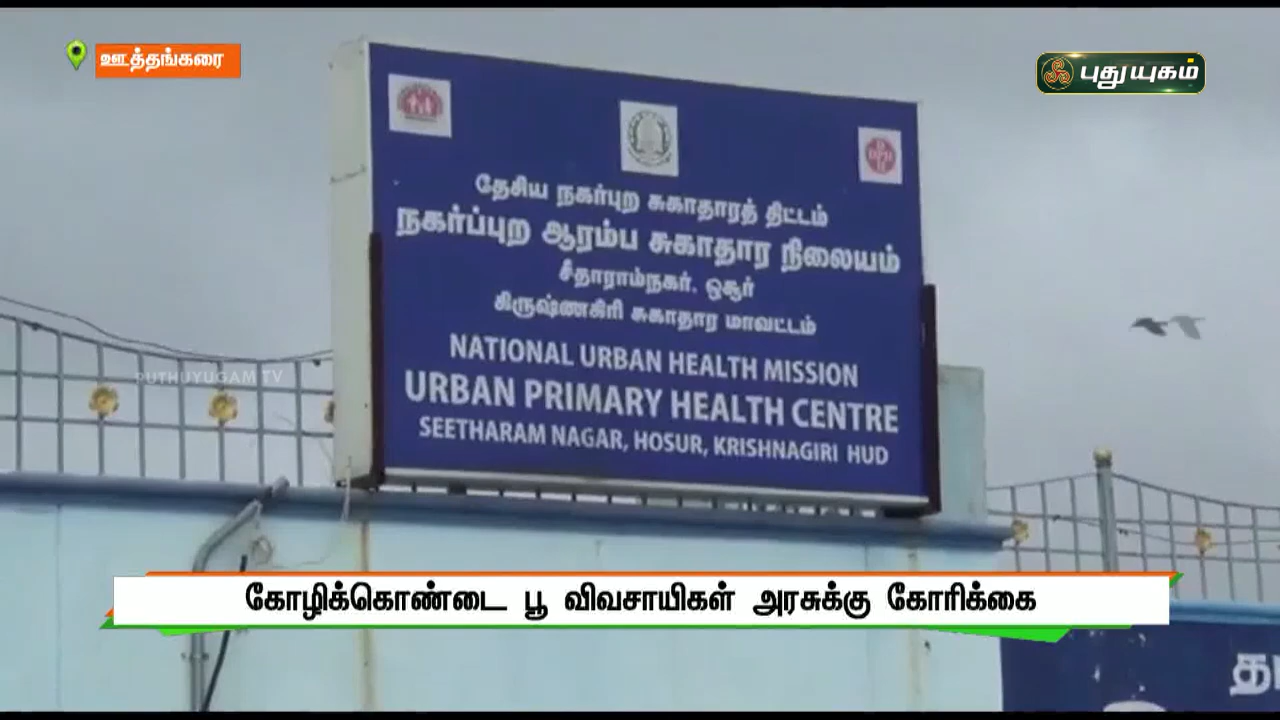 ஊத்தங்கரை
புதுயுகம்
தேசிய நகர்புற சுகாதாரத் திட்டம்
நகர்ப்புற ஆரம்ப சுகாதார நிலையம்
சீதாராம்நகர். ஒசூர்
கிருஷ்ணகிரி சுகாதார மாவட்டம்
NATIONAL URBAN HEALTH MISSION
URBAN PRIMARY HEALTH CENTRE
SEETHARAM NAGAR, HOSUR, KRISHNAGIRI HUD
PUTHUYUGAM TV
கோழிக்கொண்டை பூ விவசாயிகள் அரசுக்கு கோரிக்கை